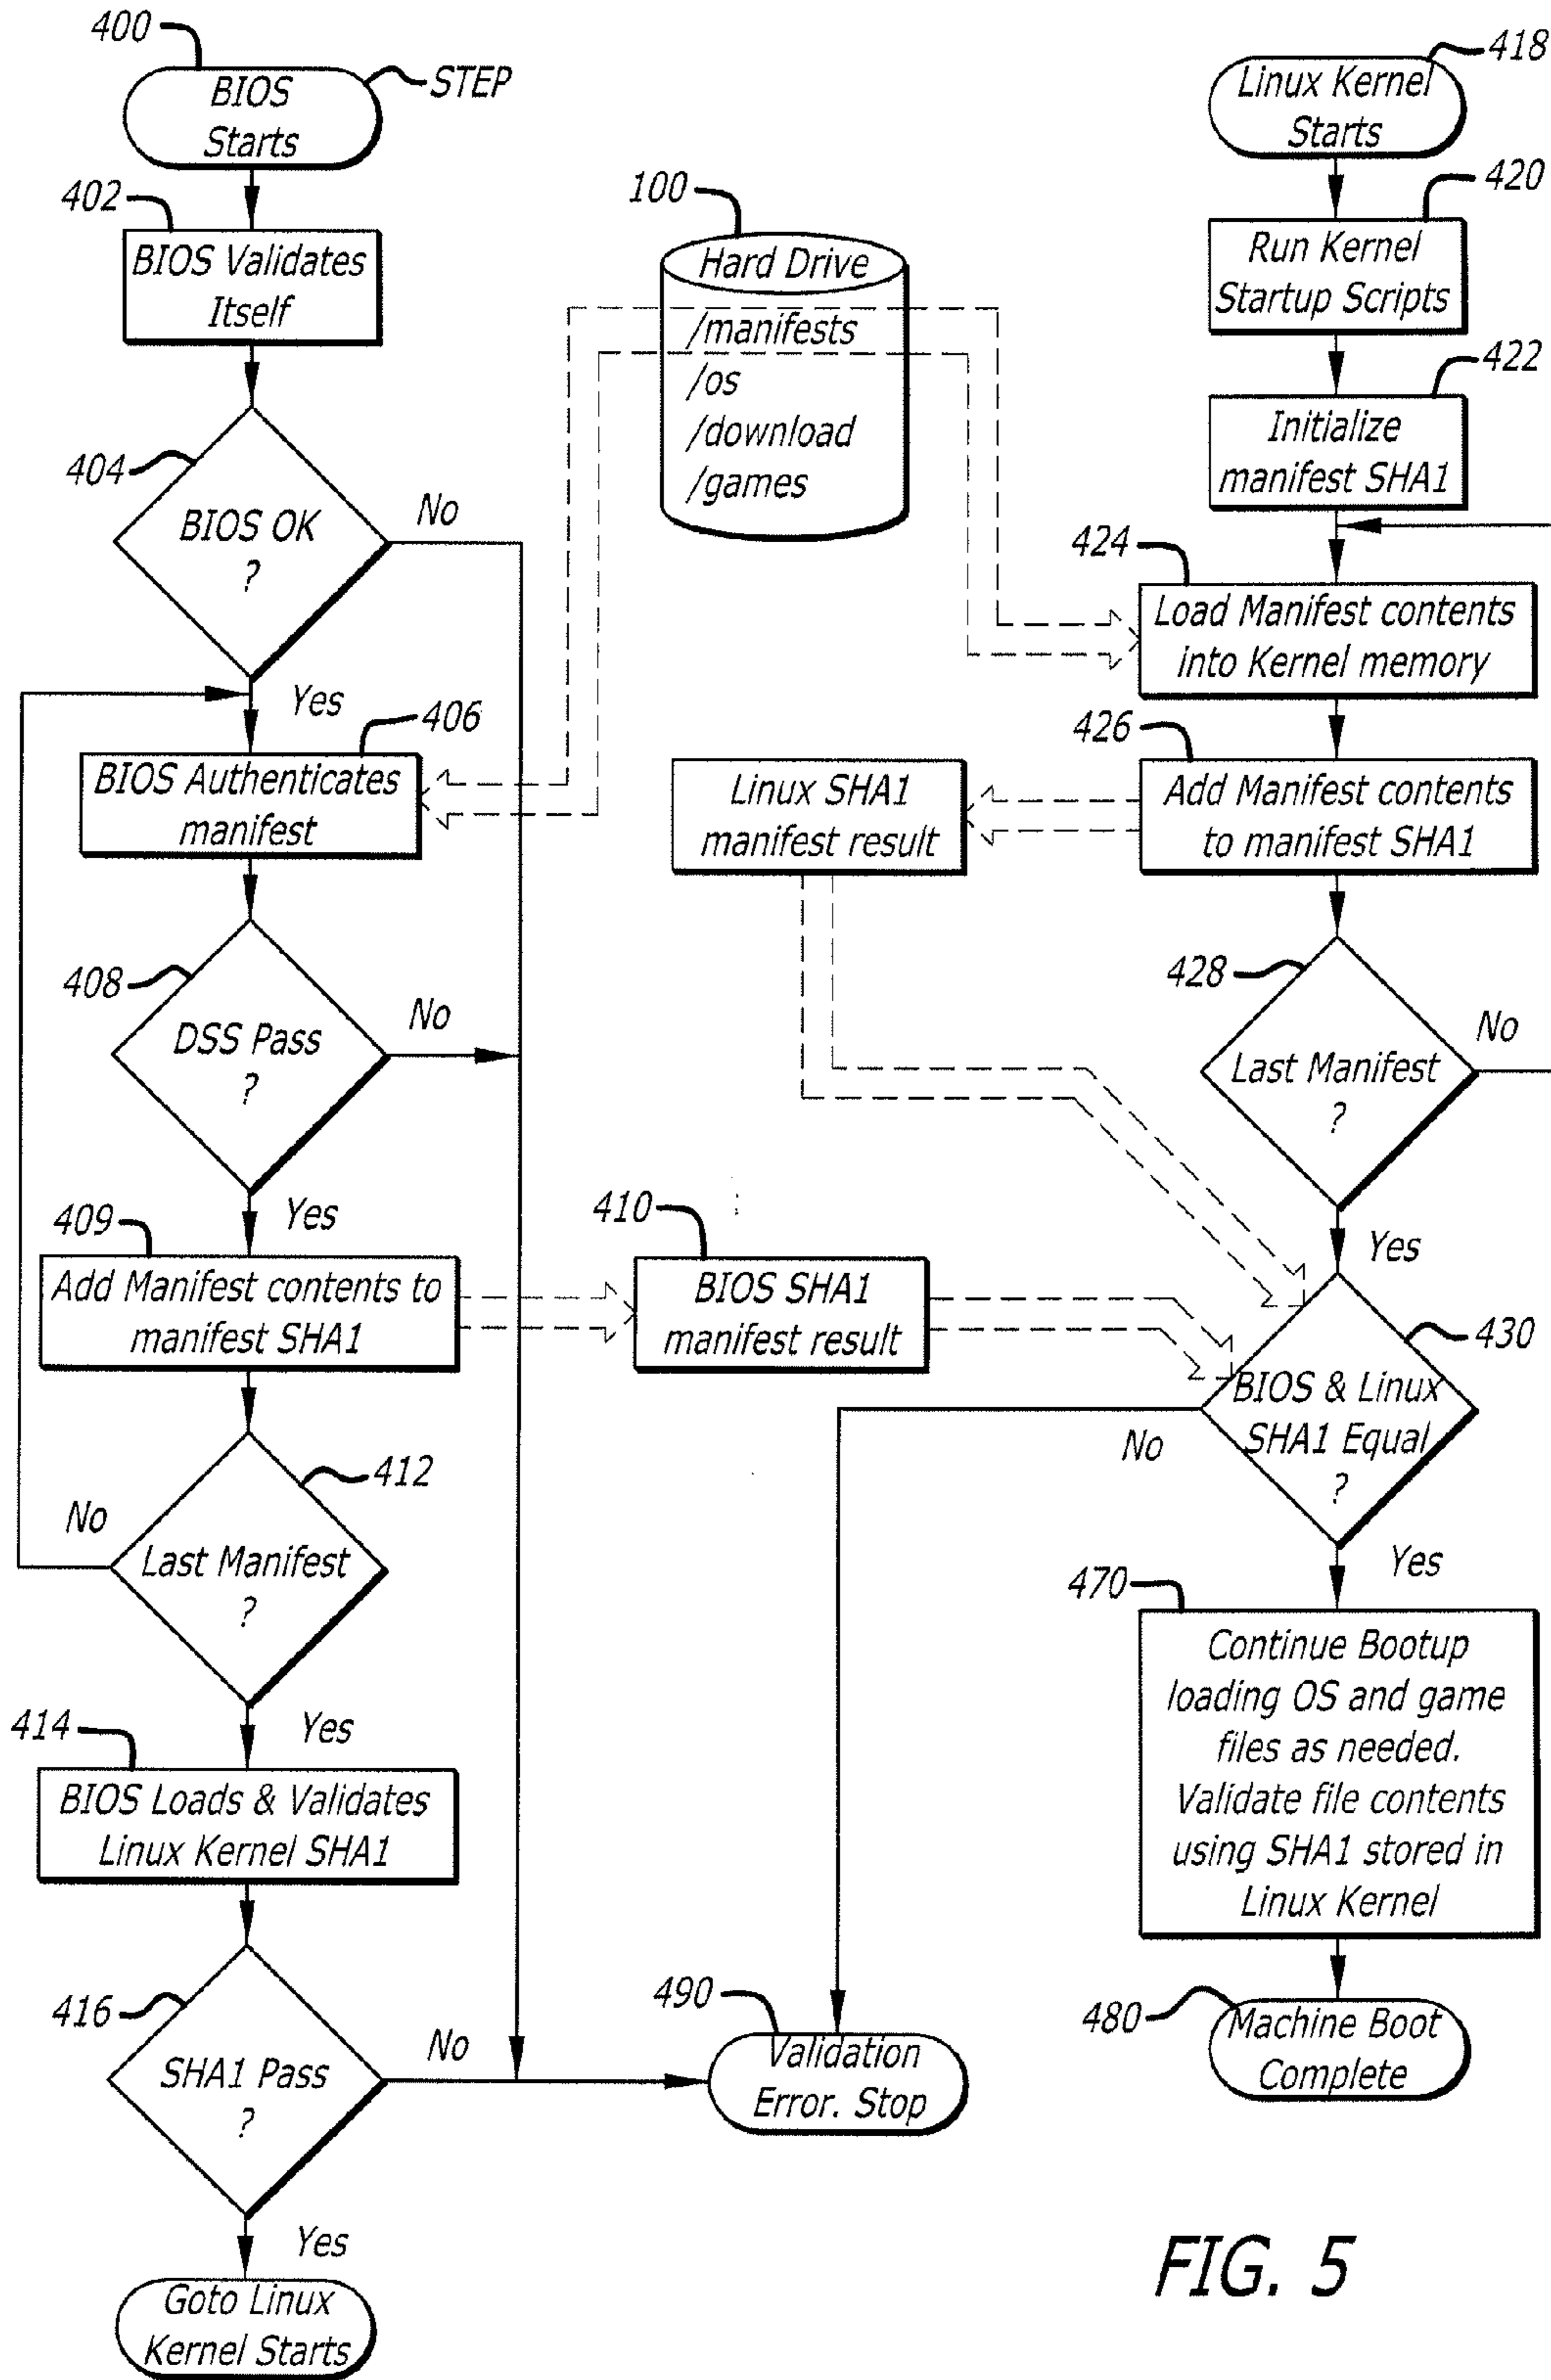 400
STEP
BIOS
Starts
402
BIOS Validates
Itself
404
BIOS OK
?
No
Yes
406
BIOS Authenticates
manifest
408
DSS Pass
?
No
Yes
409
Add Manifest contents to
manifest SHA1
412
No
Last Manifest
?
Yes
414
BIOS Loads & Validates
Linux Kernel SHA1
416
SHA1 Pass
?
No
Yes
Goto Linux
Kernel Starts
100
Hard Drive
/manifests
/os
/download
/games
Linux SHA1
manifest result
410
BIOS SHA1
manifest result
490
Validation
Error. Stop
418
Linux Kernel
Starts
420
Run Kernel
Startup Scripts
422
Initialize
manifest SHA1
424
Load Manifest contents
into Kernel memory
426
Add Manifest contents
to manifest SHA1
428
No
Last Manifest
?
Yes
430
BIOS & Linux
SHA1 Equal
?
No
Yes
470
Continue Bootup
loading OS and game
files as needed.
Validate file contents
using SHA1 stored in
Linux Kernel
480
Machine Boot
Complete
FIG. 5